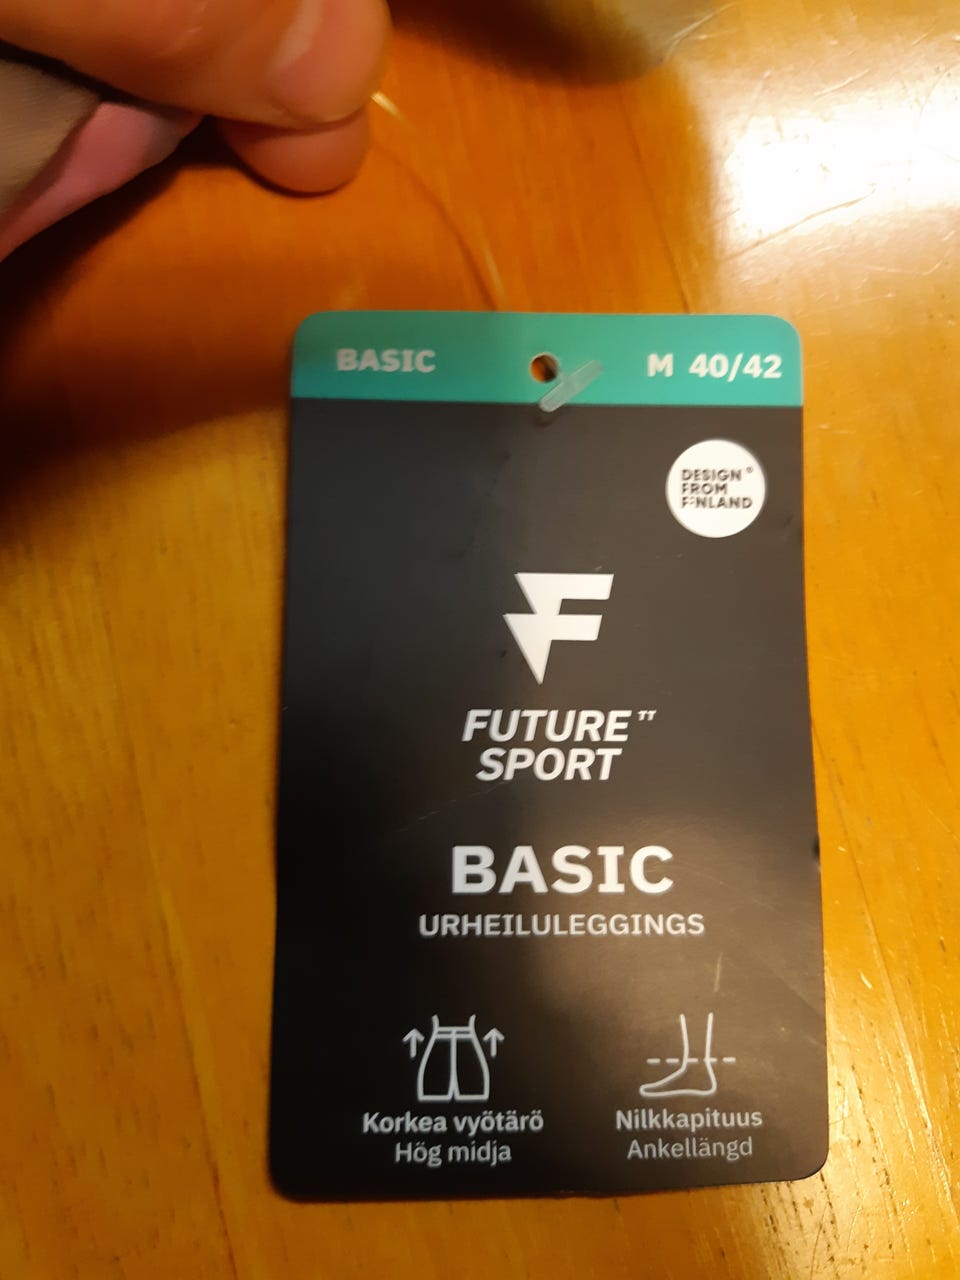 BASIC
M 40/42
DESIGN®
FROM
FINLAND
FUTURE
SPORT
BASIC
URHEILULEGGINGS
Korkea vyötärö
Hög midja
Nilkkapituus
Ankellängd